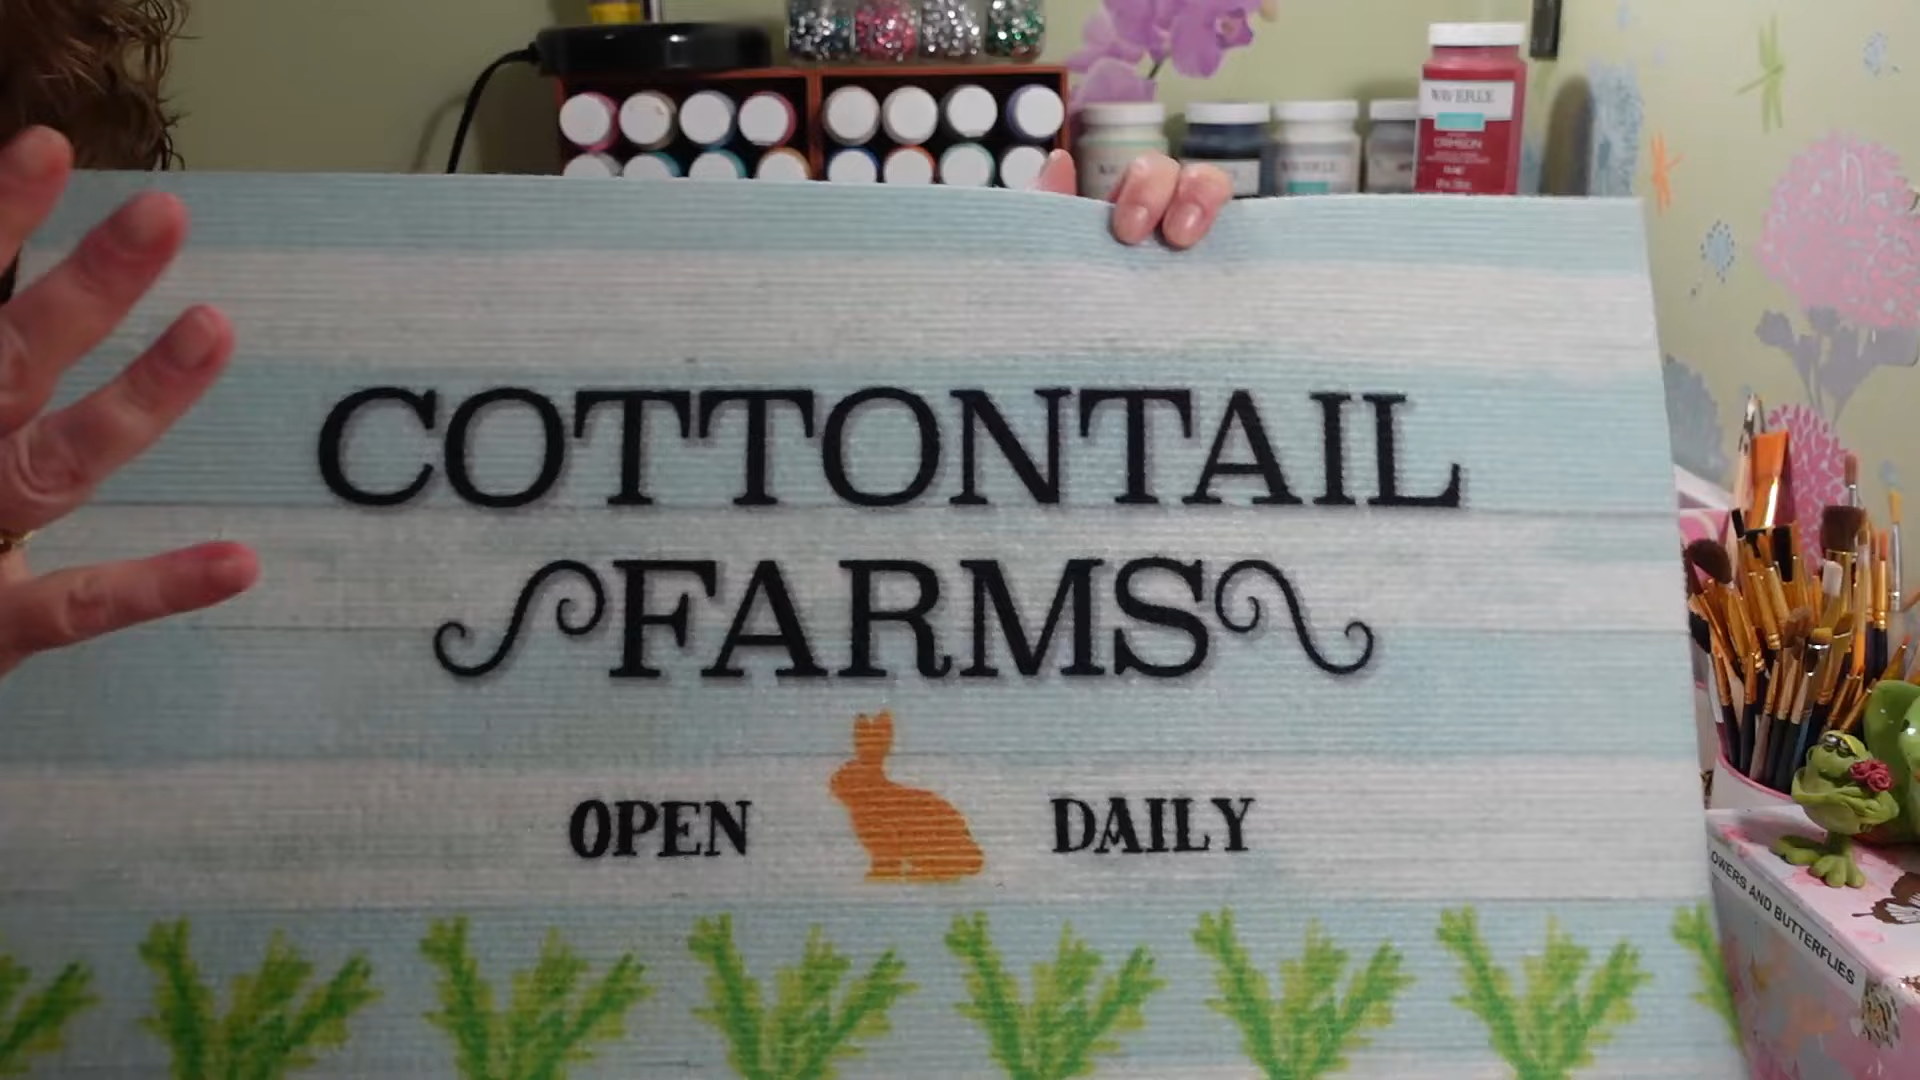 WAVERLY
CRIMSON
COTTONTAIL
FARMS
OPEN DAILY
OWERS AND BUTTERFLIES